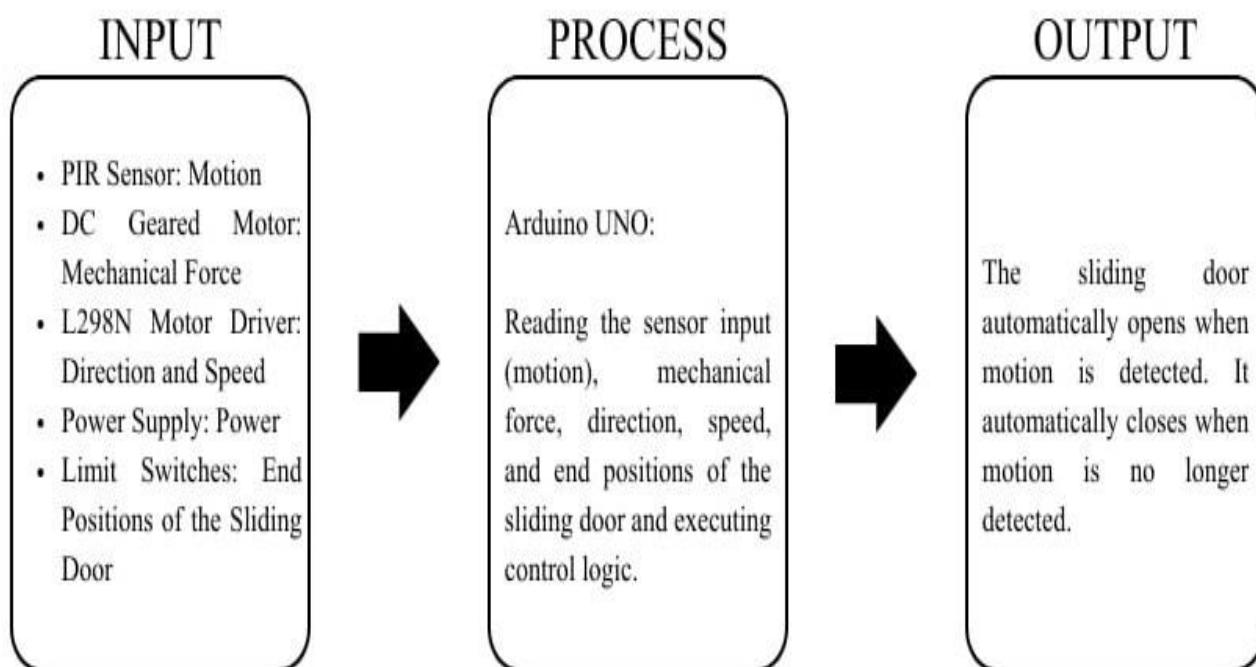 INPUT
• PIR Sensor: Motion
• DC Geared Motor:
Mechanical Force
• L298N Motor Driver:
Direction and Speed
• Power Supply: Power
• Limit Switches: End
Positions of the Sliding
Door
PROCESS
Arduino UNO:
Reading the sensor input
(motion), mechanical
force, direction, speed,
and end positions of the
sliding door and executing
control logic.
OUTPUT
The sliding door
automatically opens when
motion is detected. It
automatically closes when
motion is no longer
detected.